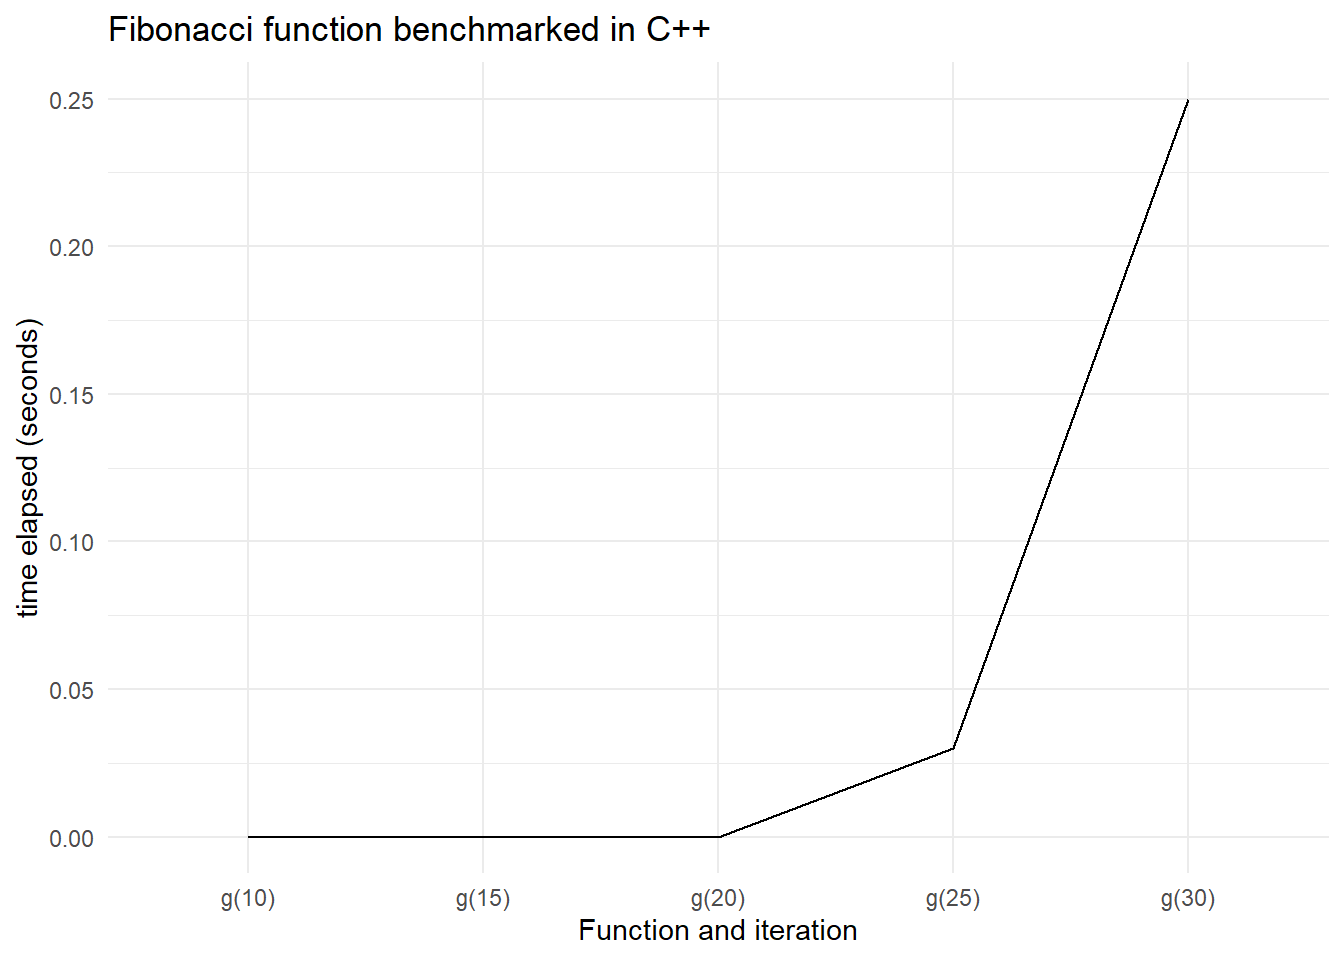 Fibonacci function benchmarked in C++
time elapsed (seconds)
0.25
0.20
0.15
0.10
0.05
0.00
g(10) g(15) g(20) g(25) g(30)
Function and iteration